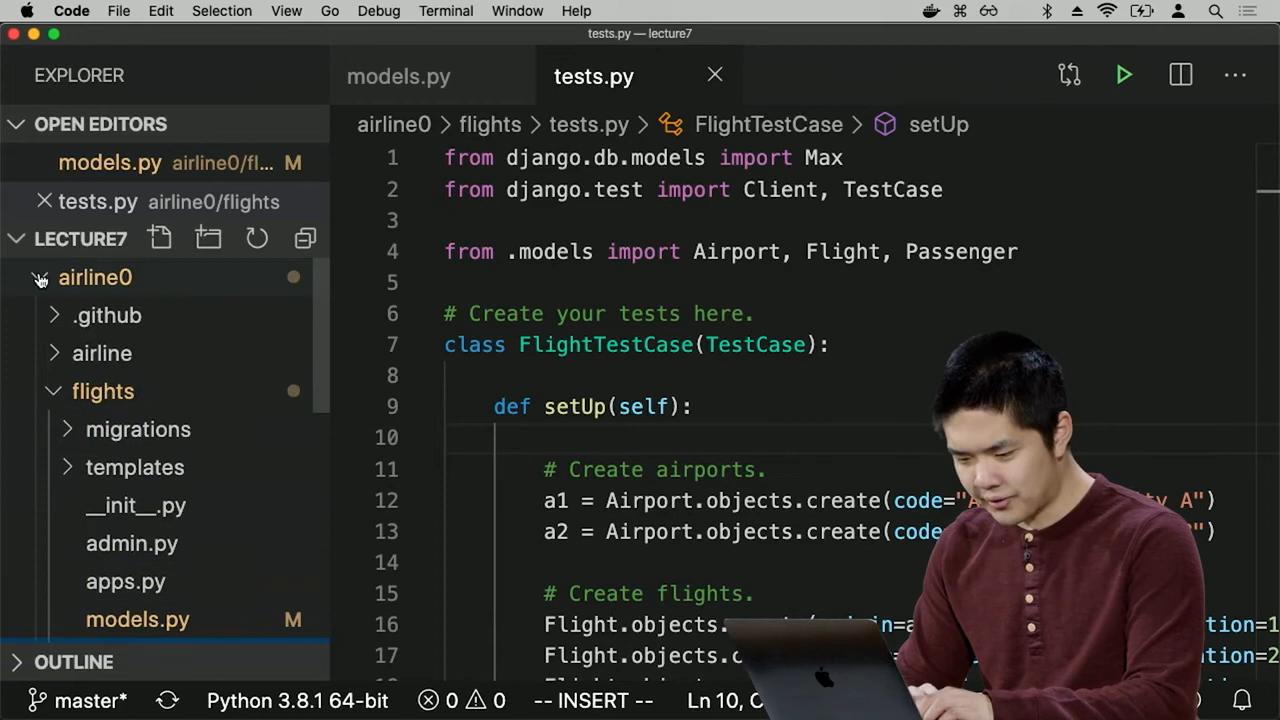 Code File Edit Selection View Go Debug Terminal Window Help
tests.py — lecture7
EXPLORER
models.py
tests.py
OPEN EDITORS
models.py airline0/fl... M
tests.py airline0/flights
LECTURE7
airline0
.github
airline
flights
migrations
templates
__init__.py
admin.py
apps.py
models.py M
OUTLINE
airline0 > flights > tests.py > FlightTestCase > setUp
1 from django.db.models import Max
2 from django.test import Client, TestCase
3
4 from .models import Airport, Flight, Passenger
5
6 # Create your tests here.
7 class FlightTestCase(TestCase):
8
9 def setUp(self):
10
11 # Create airports.
12 a1 = Airport.objects.create(code="A y A")
13 a2 = Airport.objects.create(code ")
14
15 # Create flights.
16 Flight.objects. in=a tion=1
17 Flight.objects. tion=2
master* Python 3.8.1 64-bit 0 0 -- INSERT -- Ln 10,